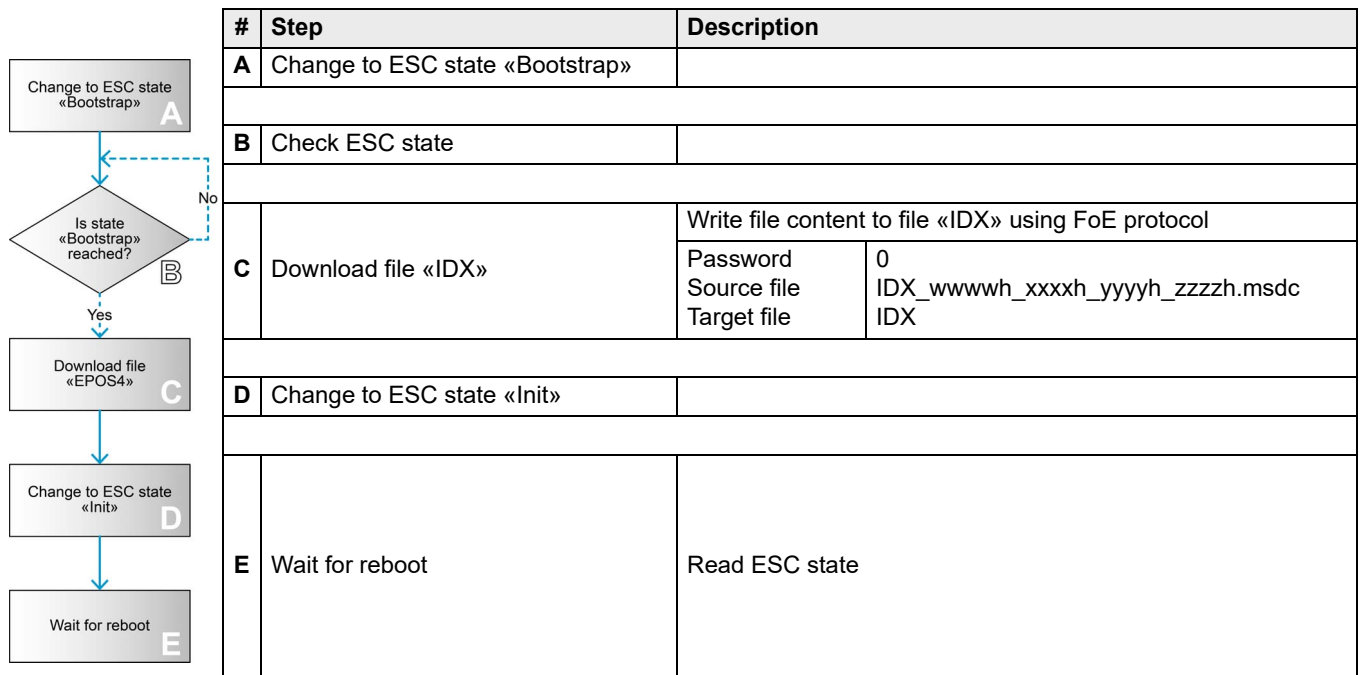 Change to ESC state
«Bootstrap»
A
No
Is state
«Bootstrap»
reached?
B
Yes
Download file
«EPOS4»
C
Change to ESC state
«Init»
D
Wait for reboot
E
# Step Description
A Change to ESC state «Bootstrap»
B Check ESC state
C Download file «IDX»
Write file content to file «IDX» using FoE protocol
Password 0
Source file IDX_wwwwh_xxxxh_yyyyh_zzzzh.msdc
Target file IDX
D Change to ESC state «Init»
E Wait for reboot Read ESC state